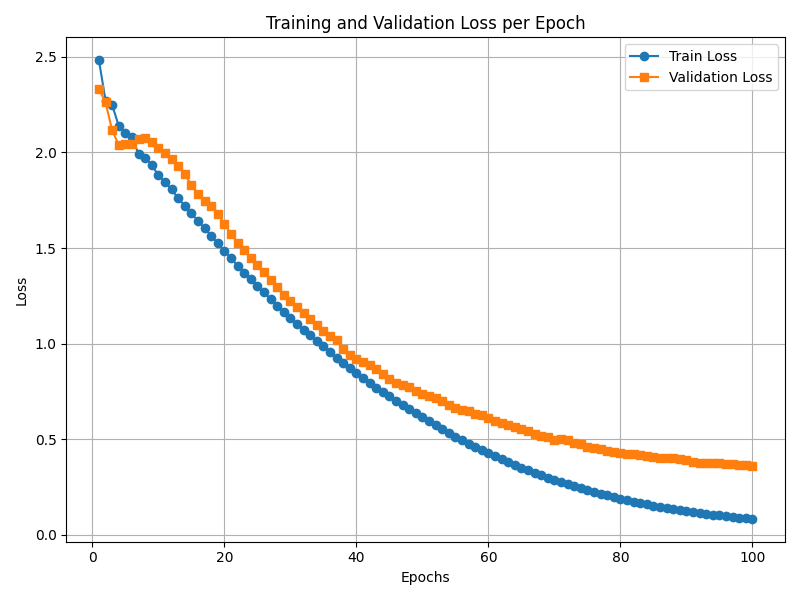 Training and Validation Loss per Epoch
Train Loss
Validation Loss
Loss
2.5
2.0
1.5
1.0
0.5
0.0
0 20 40 60 80 100
Epochs